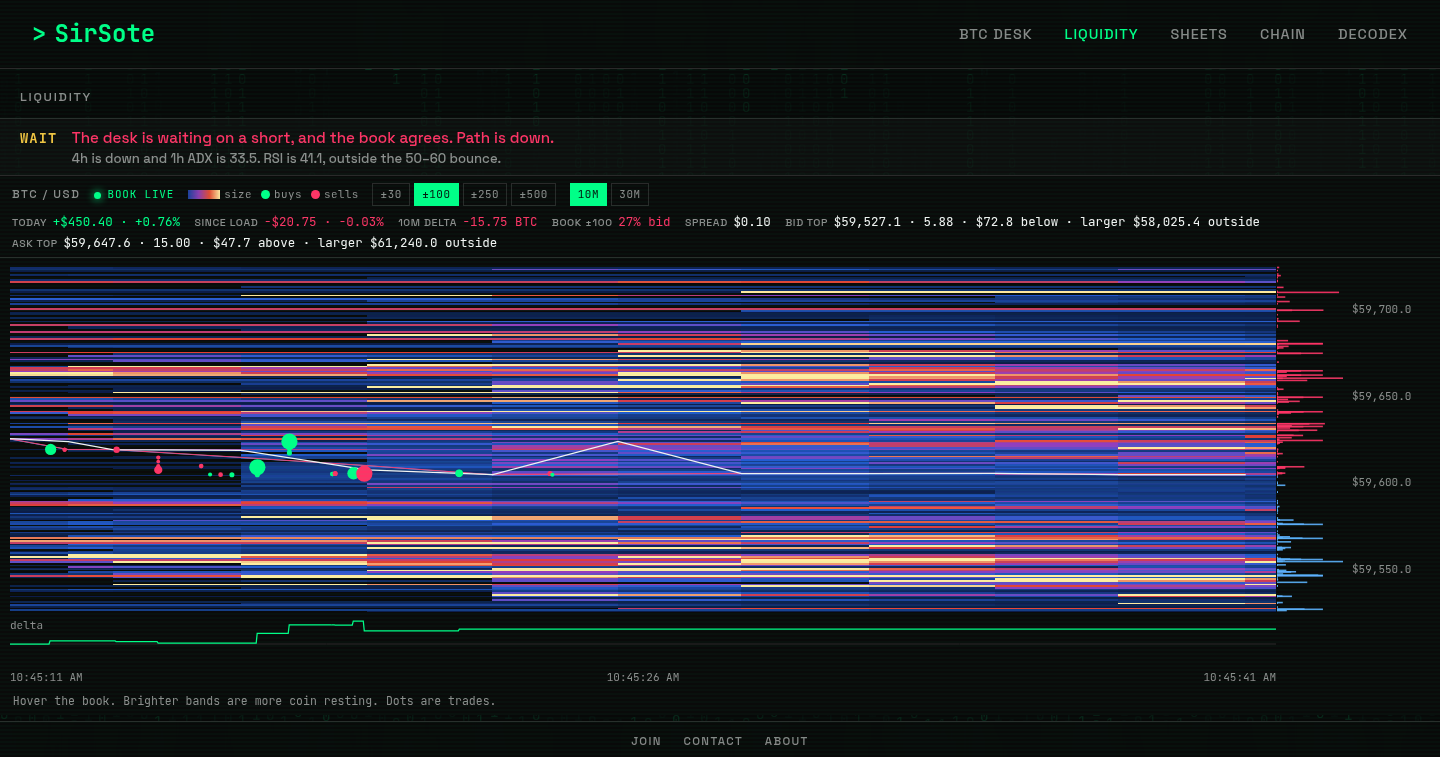 > SirSote
BTC DESK LIQUIDITY SHEETS CHAIN DECODEX
LIQUIDITY
WAIT The desk is waiting on a short, and the book agrees. Path is down.
4h is down and 1h ADX is 33.5. RSI is 41.1, outside the 50–60 bounce.
BTC / USD BOOK LIVE size buys sells ±30 ±100 ±250 ±500 10M 30M
TODAY +$450.40 · +0.76% SINCE LOAD -$20.75 · -0.03% 10M DELTA -15.75 BTC BOOK ±100 27% bid SPREAD $0.10 BID TOP $59,527.1 · 5.88 · $72.8 below · larger $58,025.4 outside
ASK TOP $59,647.6 · 15.00 · $47.7 above · larger $61,240.0 outside
$59,700.0
$59,650.0
$59,600.0
$59,550.0
delta
10:45:11 AM 10:45:26 AM 10:45:41 AM
Hover the book. Brighter bands are more coin resting. Dots are trades.
JOIN CONTACT ABOUT